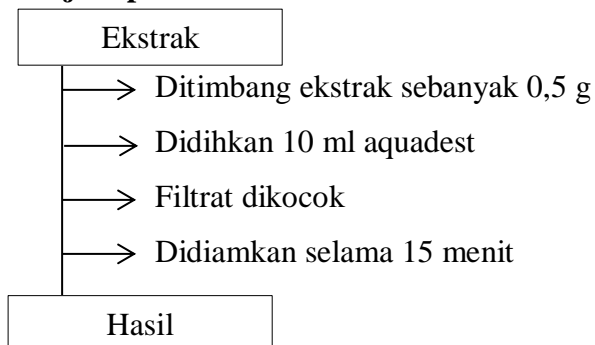 Ekstrak
Ditimbang ekstrak sebanyak 0,5 g
Didihkan 10 ml aquadest
Filtrat dikocok
Didiamkan selama 15 menit
Hasil